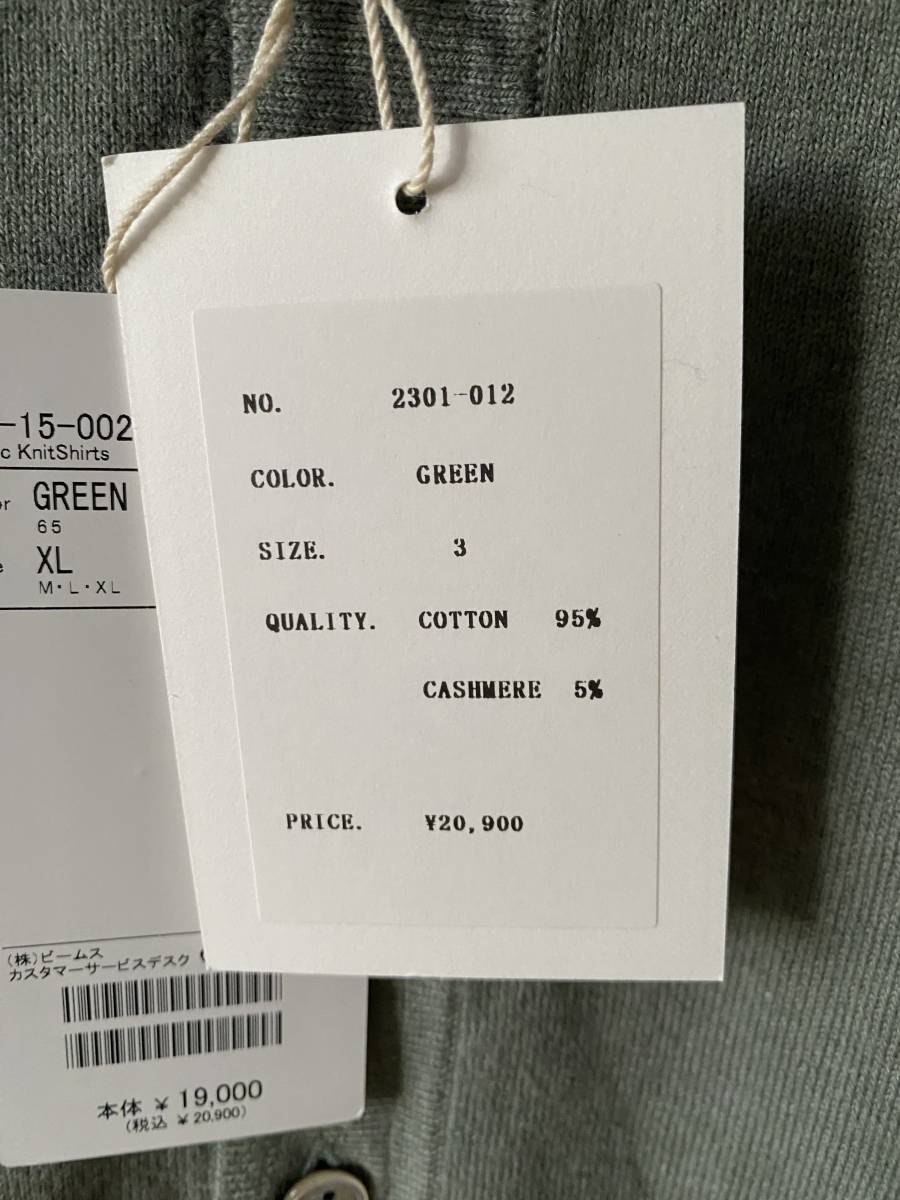 NO. 2301-012
COLOR. GREEN
SIZE. 3
QUALITY. COTTON 95%
CASHMERE 5%
PRICE. ¥20,900
-15-002
c KnitShirts
GREEN
65
XL
M・L・XL
(株)ビームス
カスタマーサービスデスク
本体 ¥ 19,000
(税込 ¥ 20,900)